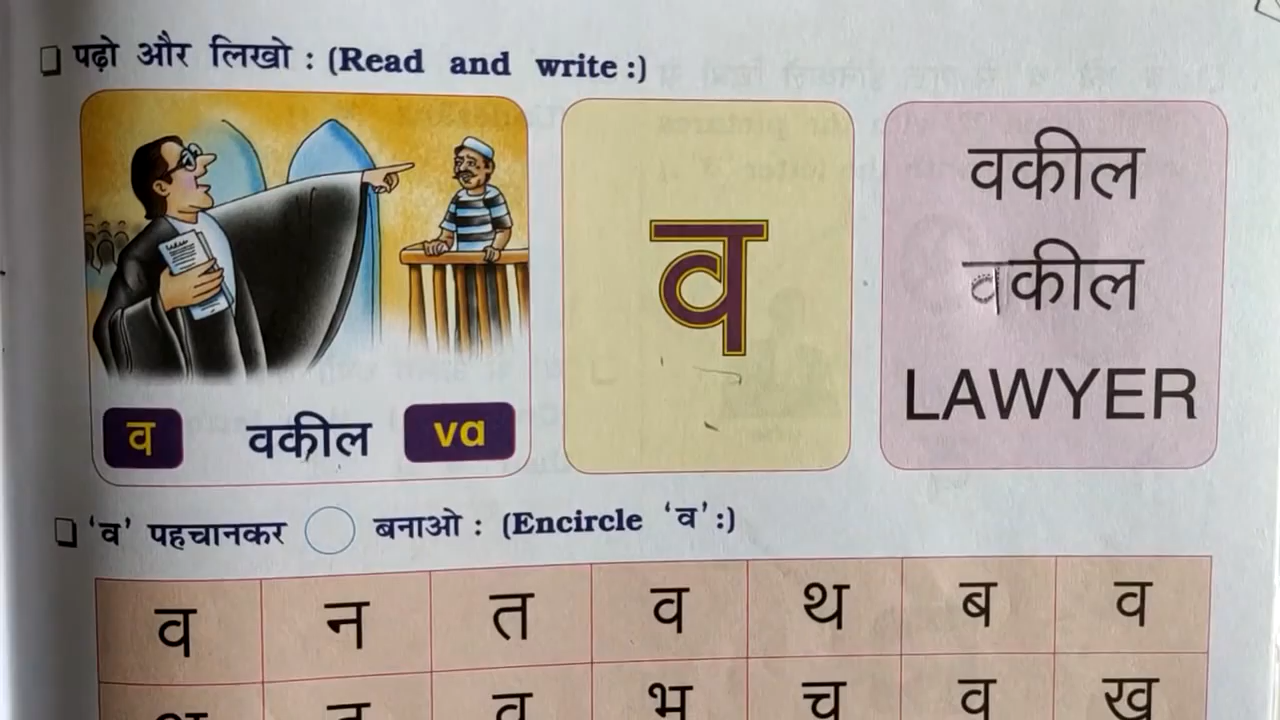 पढ़ो और लिखो : (Read and write :)
व वकील va
व
वकील
वकील
LAWYER
‘व’ पहचानकर बनाओ : (Encircle ‘व’ :)
व न त व थ ब व
व भ च व ख